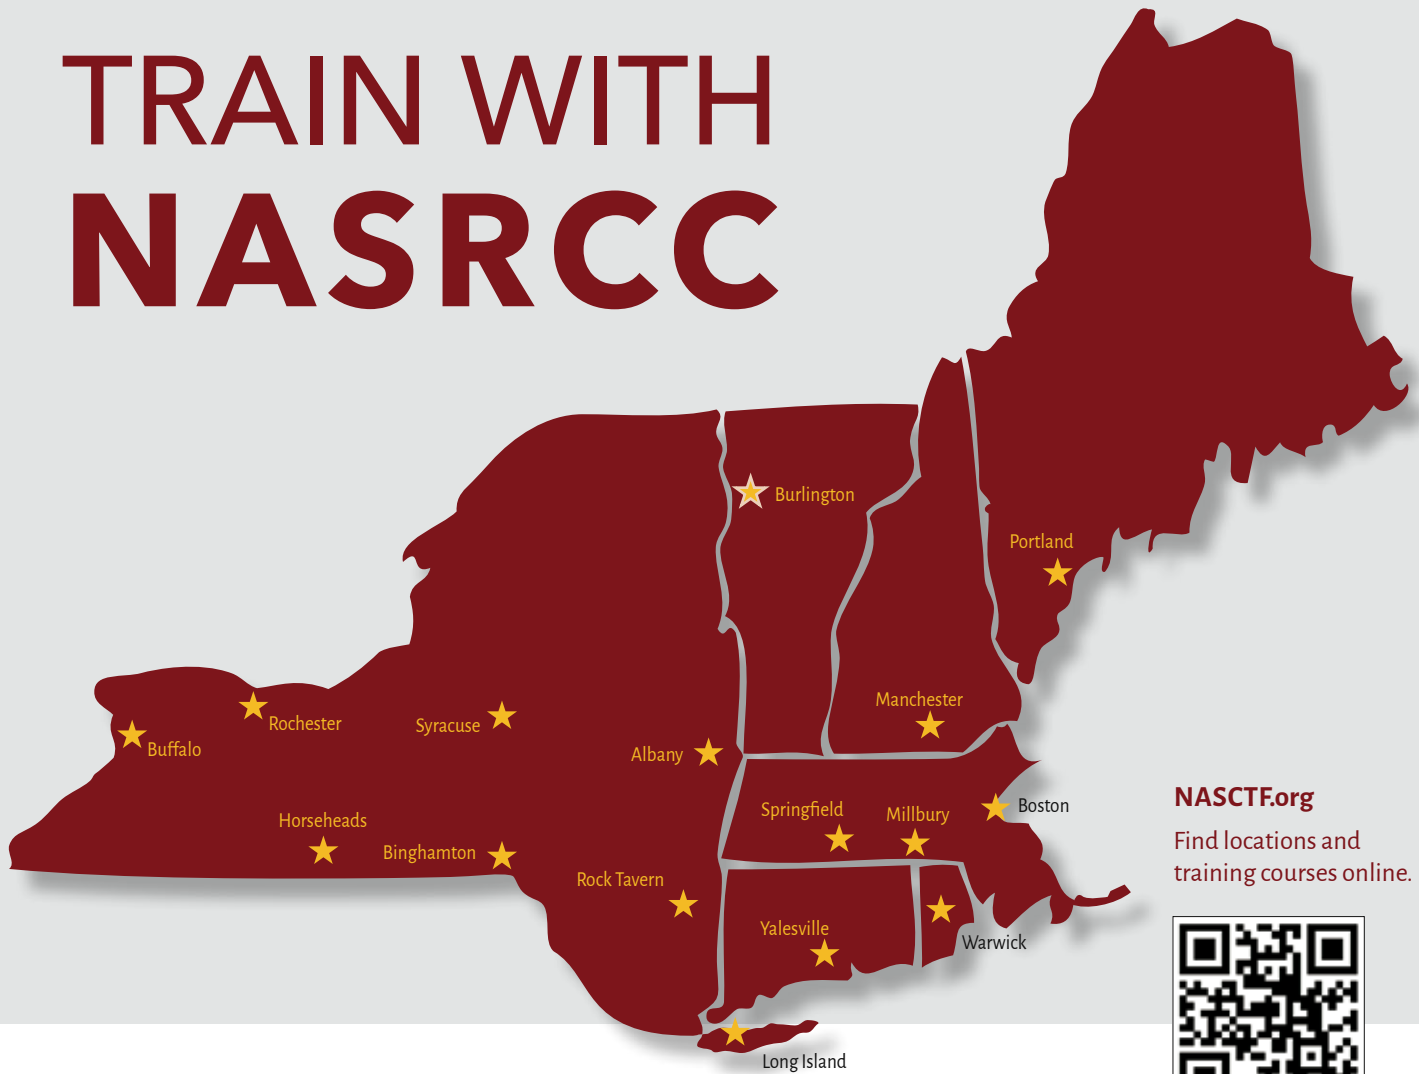 TRAIN WITH
NASRCC
Burlington
Portland
Manchester
Rochester
Syracuse
Buffalo
Albany
Springfield
Millbury
Boston
Horseheads
Binghamton
Rock Tavern
Yalesville
Warwick
Long Island
NASCTF.org
Find locations and
training courses online.